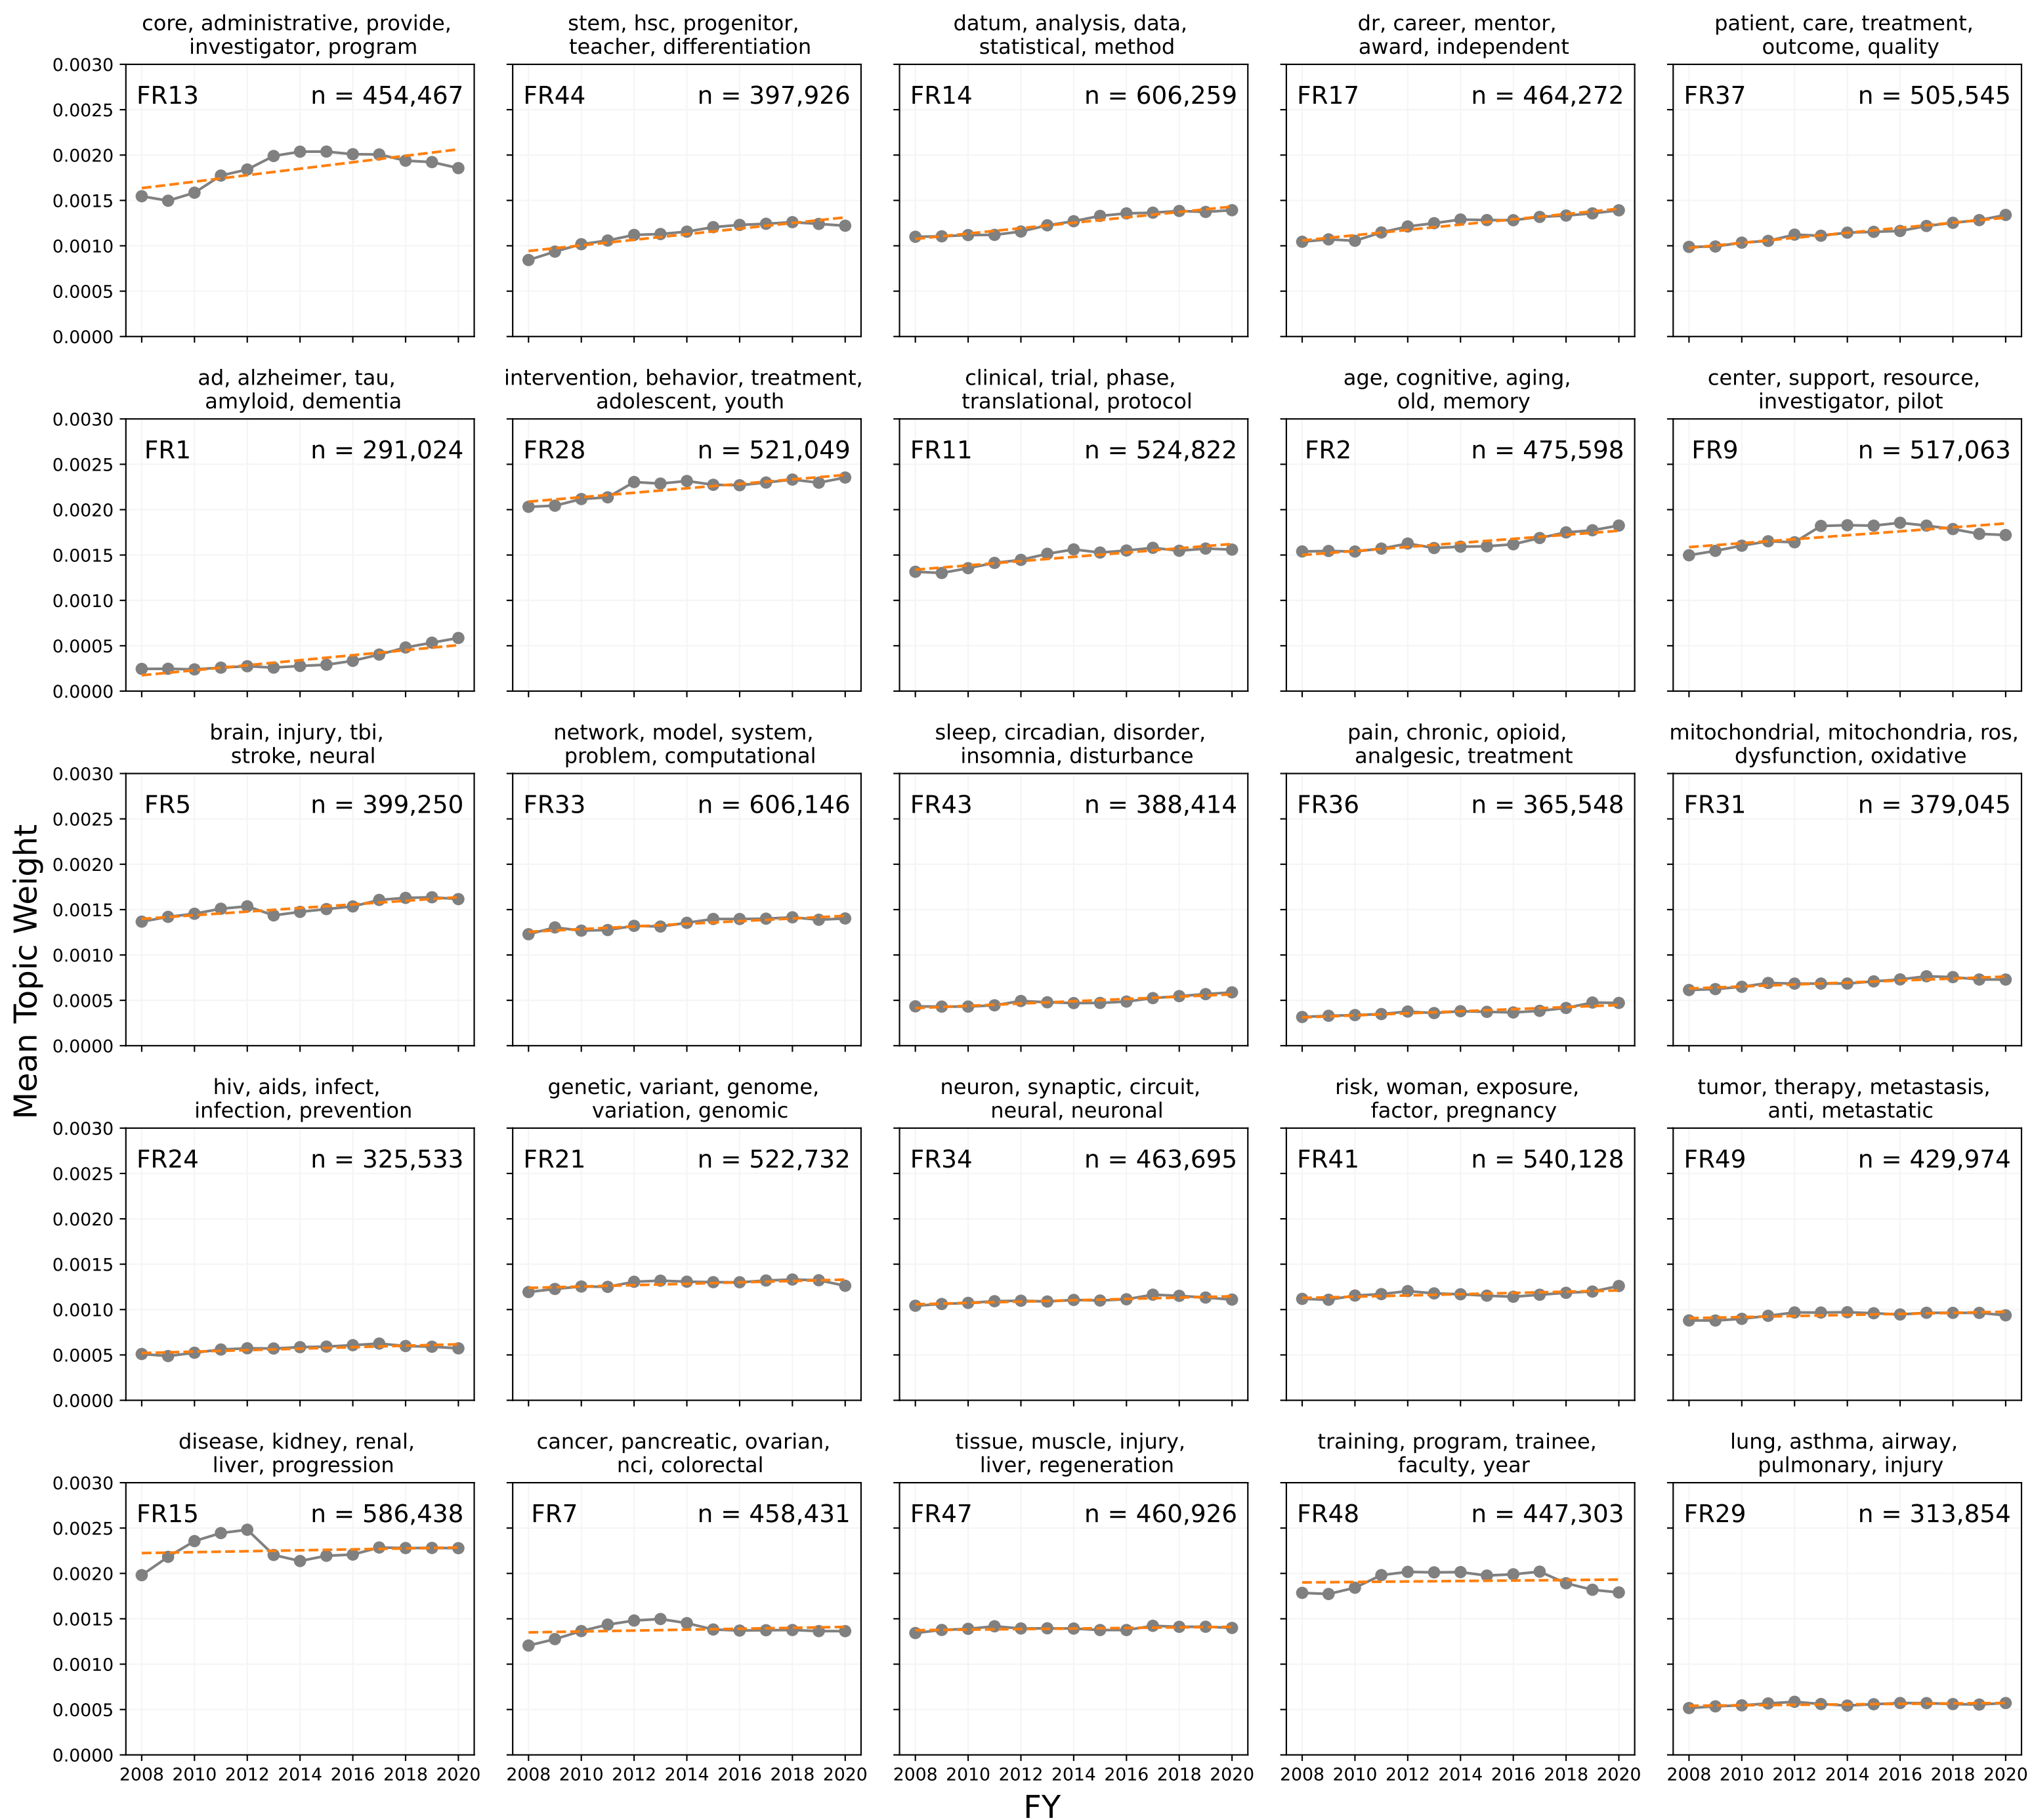 core, administrative, provide,
investigator, program
stem, hsc, progenitor,
teacher, differentiation
datum, analysis, data,
statistical, method
dr, career, mentor,
award, independent
patient, care, treatment,
outcome, quality
0.0030
0.0025
0.0020
0.0015
0.0010
0.0005
0.0000
FR13 n = 454,467
FR44 n = 397,926
FR14 n = 606,259
FR17 n = 464,272
FR37 n = 505,545
ad, alzheimer, tau,
amyloid, dementia
intervention, behavior, treatment,
adolescent, youth
clinical, trial, phase,
translational, protocol
age, cognitive, aging,
old, memory
center, support, resource,
investigator, pilot
0.0030
0.0025
0.0020
0.0015
0.0010
0.0005
0.0000
FR1 n = 291,024
FR28 n = 521,049
FR11 n = 524,822
FR2 n = 475,598
FR9 n = 517,063
Mean Topic Weight
brain, injury, tbi,
stroke, neural
network, model, system,
problem, computational
sleep, circadian, disorder,
insomnia, disturbance
pain, chronic, opioid,
analgesic, treatment
mitochondrial, mitochondria, ros,
dysfunction, oxidative
0.0030
0.0025
0.0020
0.0015
0.0010
0.0005
0.0000
FR5 n = 399,250
FR33 n = 606,146
FR43 n = 388,414
FR36 n = 365,548
FR31 n = 379,045
hiv, aids, infect,
infection, prevention
genetic, variant, genome,
variation, genomic
neuron, synaptic, circuit,
neural, neuronal
risk, woman, exposure,
factor, pregnancy
tumor, therapy, metastasis,
anti, metastatic
0.0030
0.0025
0.0020
0.0015
0.0010
0.0005
0.0000
FR24 n = 325,533
FR21 n = 522,732
FR34 n = 463,695
FR41 n = 540,128
FR49 n = 429,974
disease, kidney, renal,
liver, progression
cancer, pancreatic, ovarian,
nci, colorectal
tissue, muscle, injury,
liver, regeneration
training, program, trainee,
faculty, year
lung, asthma, airway,
pulmonary, injury
0.0030
0.0025
0.0020
0.0015
0.0010
0.0005
0.0000
FR15 n = 586,438
FR7 n = 458,431
FR47 n = 460,926
FR48 n = 447,303
FR29 n = 313,854
2008 2010 2012 2014 2016 2018 2020
2008 2010 2012 2014 2016 2018 2020
2008 2010 2012 2014 2016 2018 2020
2008 2010 2012 2014 2016 2018 2020
2008 2010 2012 2014 2016 2018 2020
FY